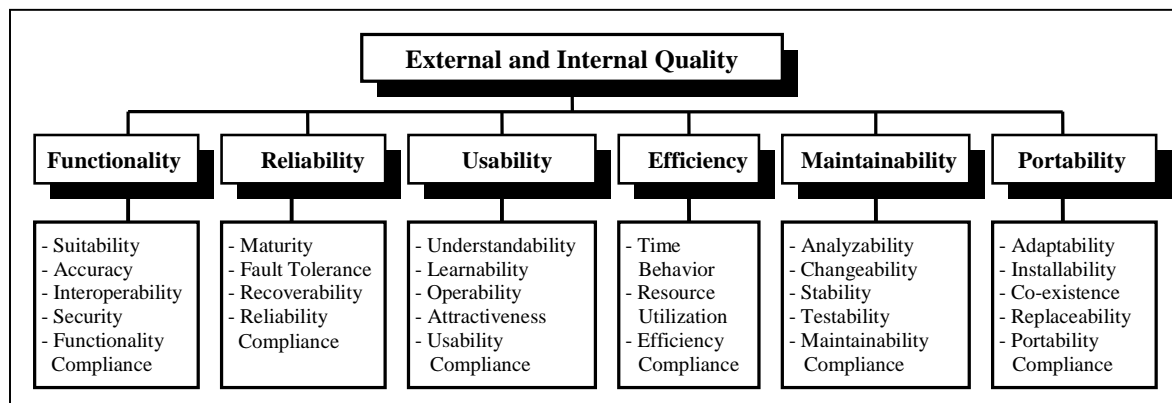 External and Internal Quality
Functionality
Reliability
Usability
Efficiency
Maintainability
Portability
- Suitability
- Accuracy
- Interoperability
- Security
- Functionality
Compliance
- Maturity
- Fault Tolerance
- Recoverability
- Reliability
Compliance
- Understandability
- Learnability
- Operability
- Attractiveness
- Usability
Compliance
- Time
Behavior
- Resource
Utilization
- Efficiency
Compliance
- Analyzability
- Changeability
- Stability
- Testability
- Maintainability
Compliance
- Adaptability
- Installability
- Co-existence
- Replaceability
- Portability
Compliance